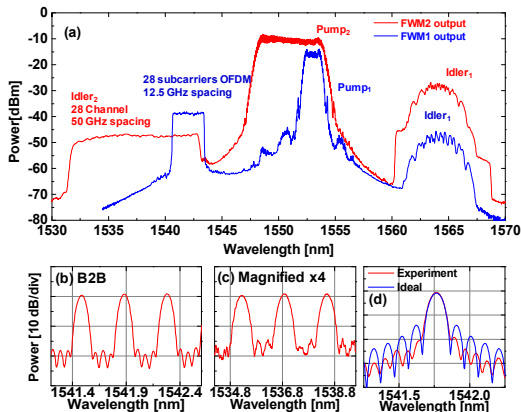 -10
-20
-30
-40
-50
-60
-70
-80
Power[dBm]
(a)
Pump2
FWM2 output
FWM1 output
28 subcarriers OFDM
12.5 GHz spacing
Pump1
Idler1
Idler2
28 Channel
50 GHz spacing
Idler1
1530 1535 1540 1545 1550 1555 1560 1565 1570
Wavelength [nm]
Power [10 dB/div]
(b) B2B
(c) Magnified x4
(d)
Experiment
Ideal
1541.4 1541.9 1542.4
1534.8 1536.8 1538.8
1541.5 1542.0
Wavelength [nm]
Wavelength [nm]
Wavelength [nm]